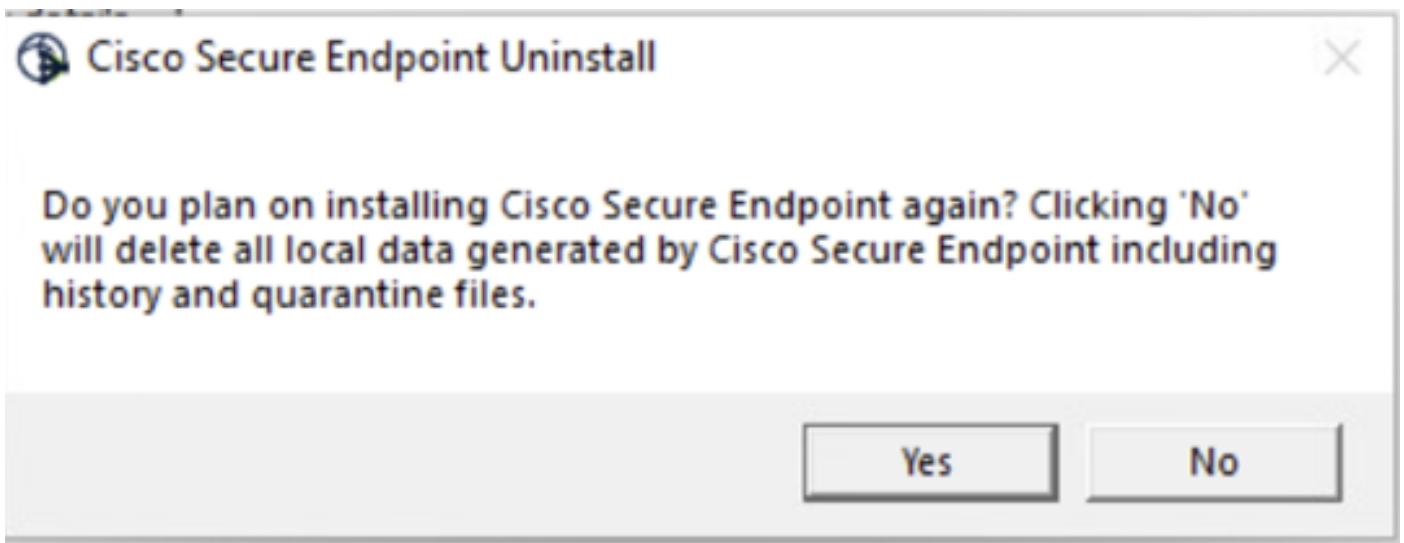 Cisco Secure Endpoint Uninstall
Do you plan on installing Cisco Secure Endpoint again? Clicking 'No'
will delete all local data generated by Cisco Secure Endpoint including
history and quarantine files.
Yes
No